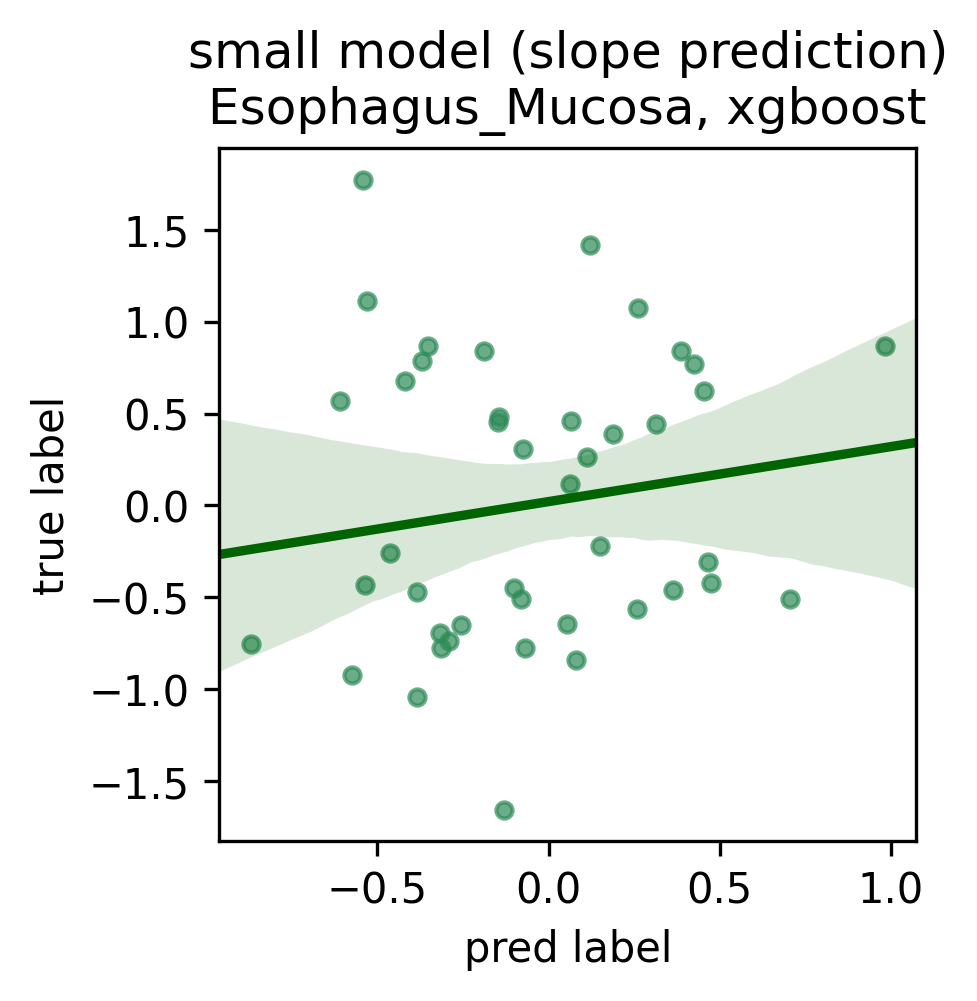 small model (slope prediction)
Esophagus_Mucosa, xgboost
true label
1.5
1.0
0.5
0.0
−0.5
−1.0
−1.5
−0.5
0.0
0.5
1.0
pred label